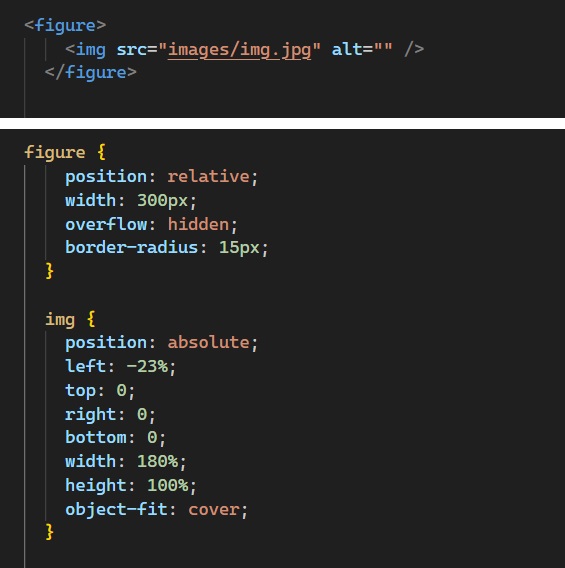 <figure>
<img src="images/img.jpg" alt="" />
</figure>
figure {
position: relative;
width: 300px;
overflow: hidden;
border-radius: 15px;
}
img {
position: absolute;
left: -23%;
top: 0;
right: 0;
bottom: 0;
width: 180%;
height: 100%;
object-fit: cover;
}